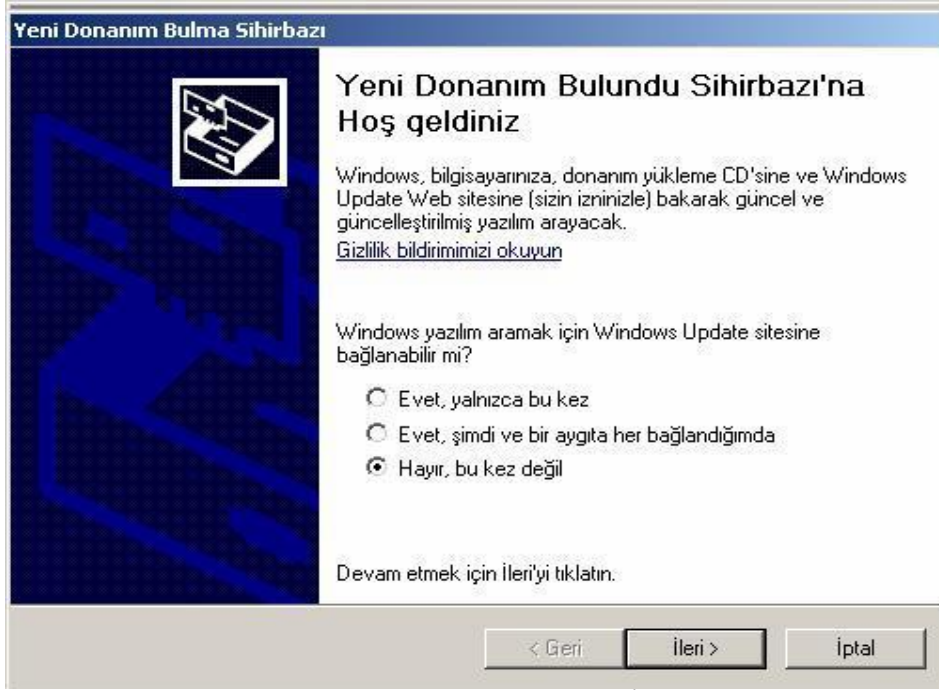 Yeni Donanım Bulma Sihirbazı
Yeni Donanım Bulundu Sihirbazı'na
Hoş geldiniz
Windows, bilgisayarınıza, donanım yükleme CD'sine ve Windows
Update Web sitesine (sizin izninizle) bakarak güncel ve
güncelleştirilmiş yazılım arayacak.
Gizlilik bildirimimizi okuyun
Windows yazılım aramak için Windows Update sitesine
bağlanabilir mi?
Evet, yalnızca bu kez
Evet, şimdi ve bir aygıta her bağlandığımda
Hayır, bu kez değil
Devam etmek için İleri'yi tıklatın.
< Geri
İleri >
İptal